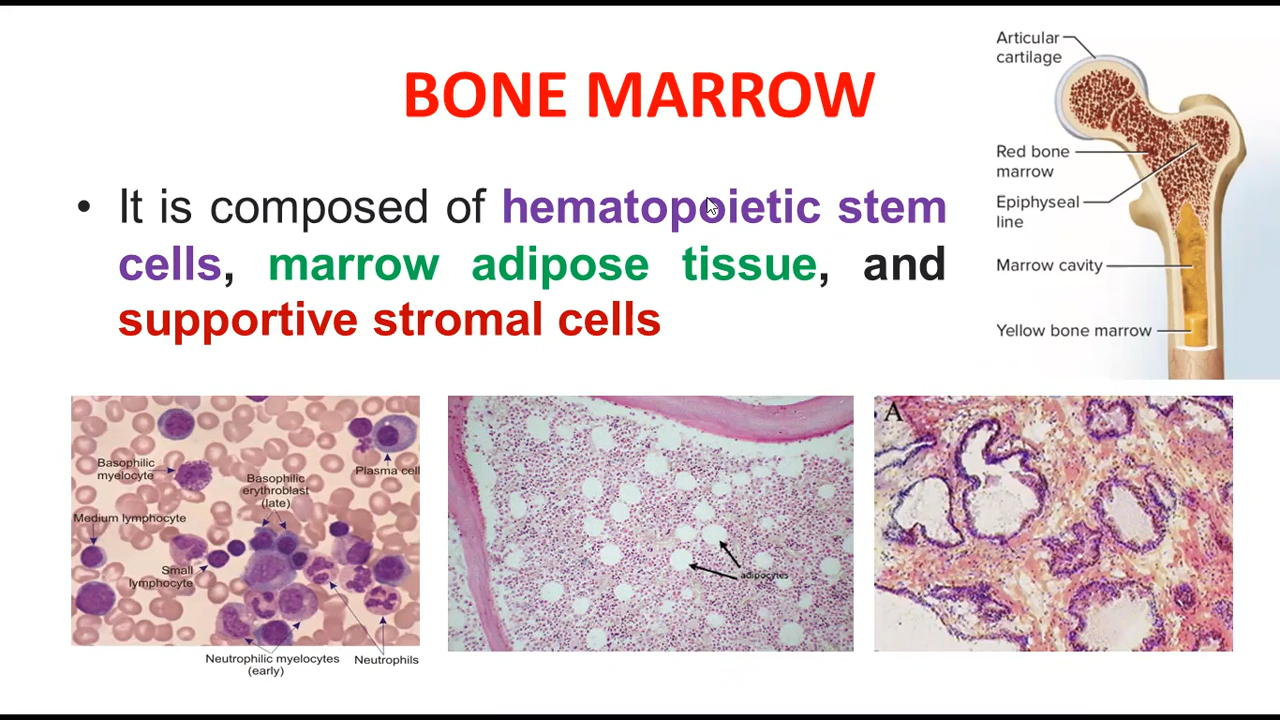 BONE MARROW
• It is composed of hematopoietic stem
cells, marrow adipose tissue, and
supportive stromal cells
Articular
cartilage
Red bone
marrow
Epiphyseal
line
Marrow cavity
Yellow bone marrow
Basophilic
myelocyte
Basophilic
erythroblast
(late)
Plasma cell
Medium lymphocyte
Small
lymphocyte
Neutrophilic myelocytes
(early)
Neutrophils
adipocytes
A